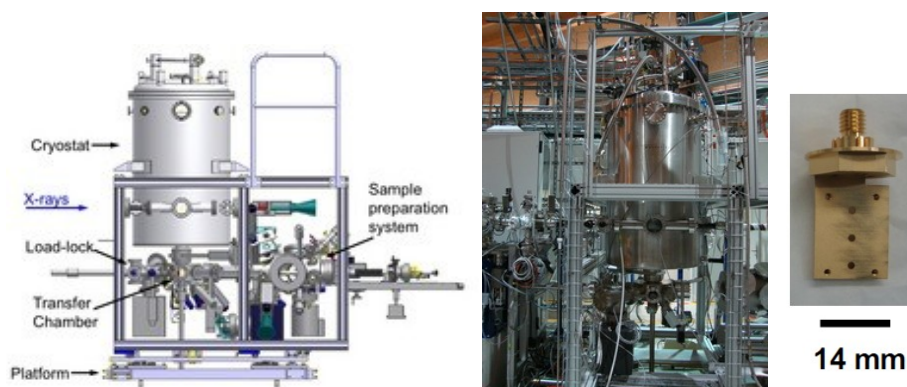 Cryostat
X-rays
Sample
preparation
system
Load-lock
Transfer
Chamber
Platform
14 mm